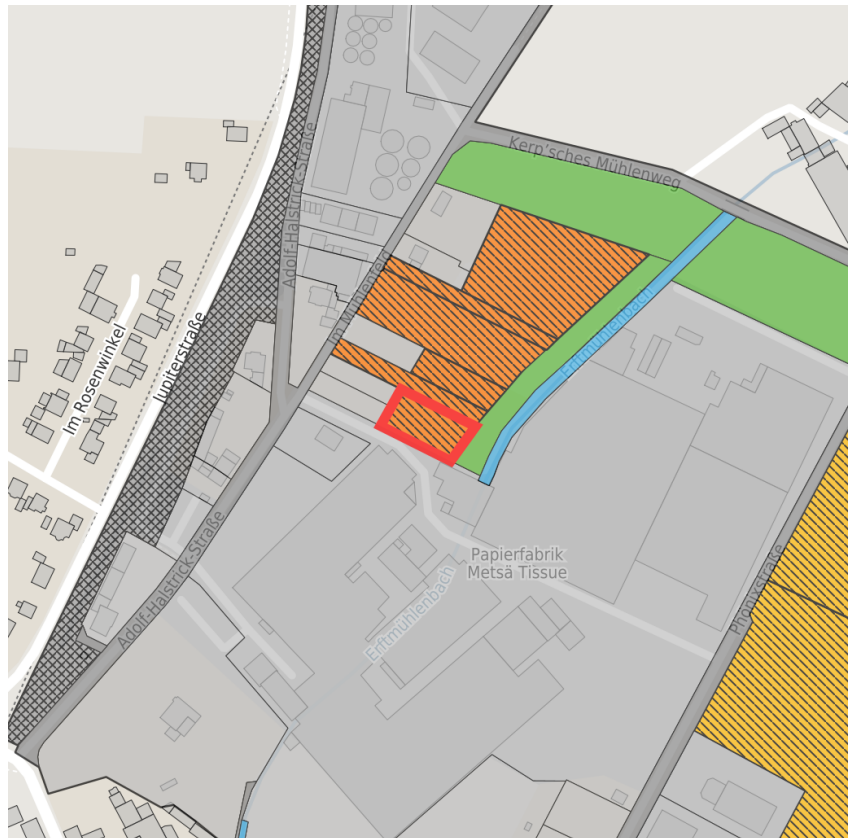 Kerp'sches Mühlenweg
Adolf-Halstrick-Straße
Im Mühlenfeld
Erftmühlenbach
Im Rosenwinkel
Jupiterstraße
Adolf-Halstrick-Straße
Papierfabrik
Metsä Tissue
Phönixstraße
Erftmühlenbach